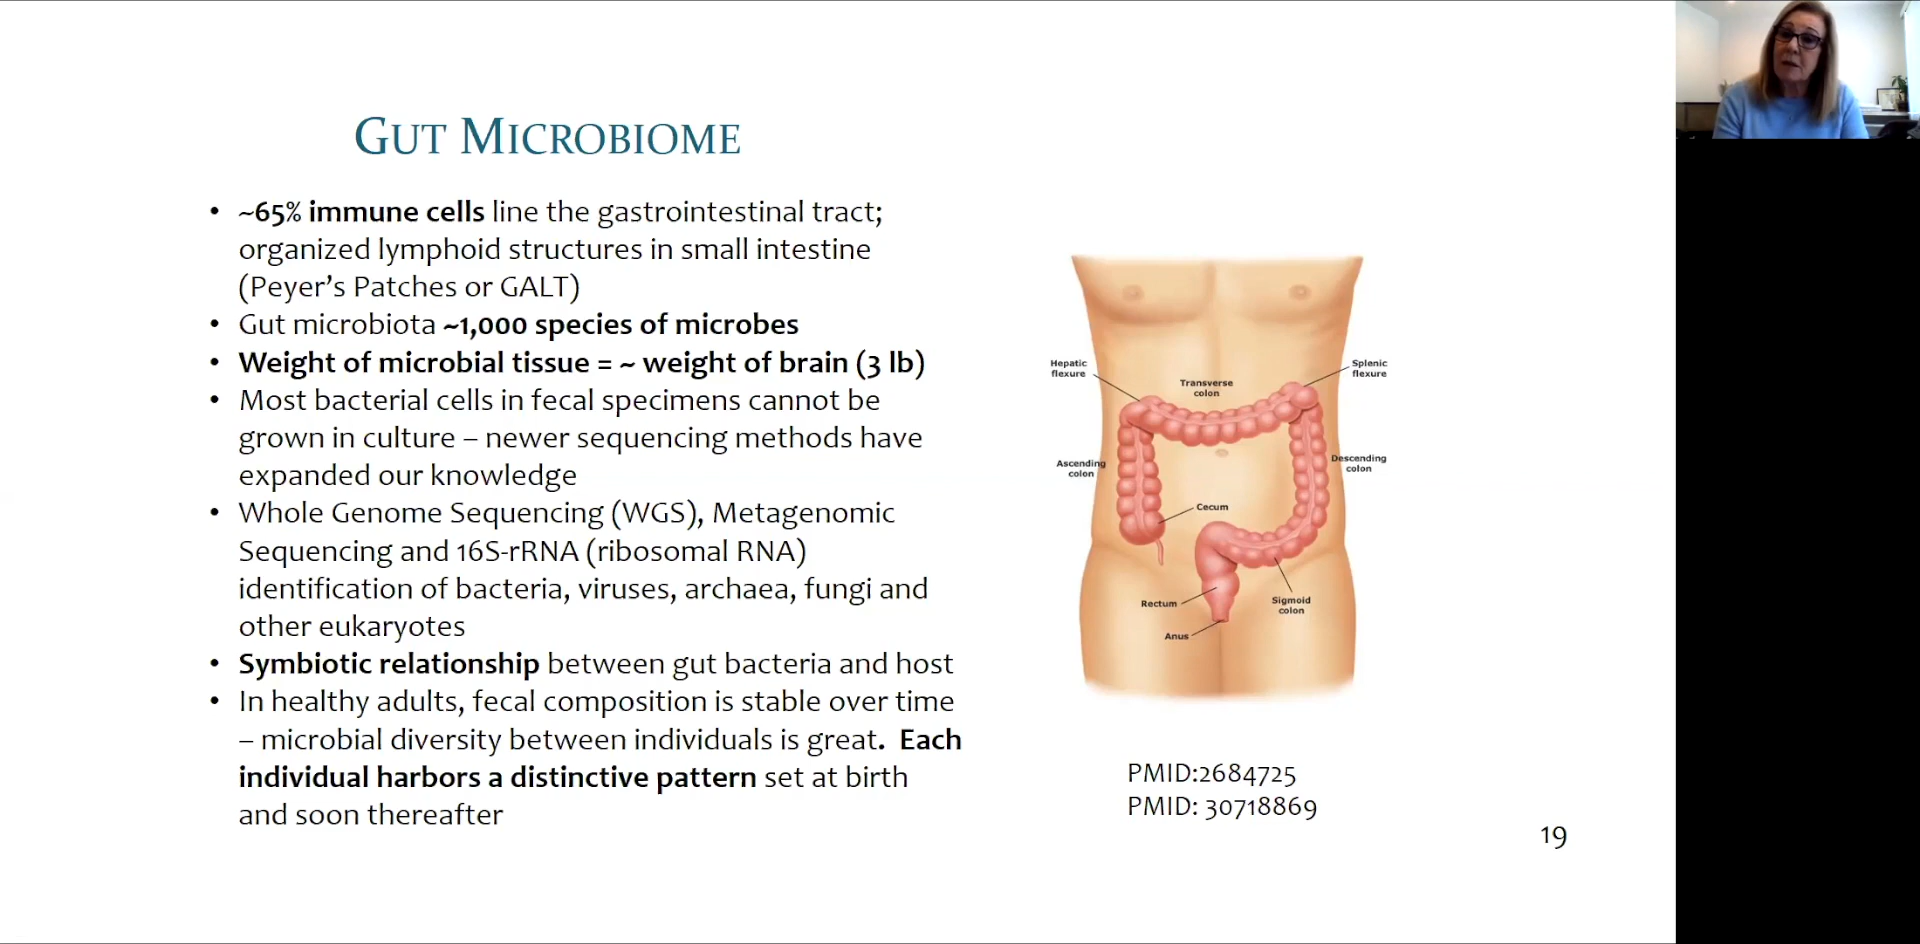 GUT MICROBIOME
• ~65% immune cells line the gastrointestinal tract;
organized lymphoid structures in small intestine
(Peyer's Patches or GALT)
• Gut microbiota ~1,000 species of microbes
• Weight of microbial tissue = ~ weight of brain (3 lb)
• Most bacterial cells in fecal specimens cannot be
grown in culture – newer sequencing methods have
expanded our knowledge
• Whole Genome Sequencing (WGS), Metagenomic
Sequencing and 16S-rRNA (ribosomal RNA)
identification of bacteria, viruses, archaea, fungi and
other eukaryotes
• Symbiotic relationship between gut bacteria and host
• In healthy adults, fecal composition is stable over time
– microbial diversity between individuals is great. Each
individual harbors a distinctive pattern set at birth
and soon thereafter
Hepatic
flexure
Splenic
flexure
Transverse
colon
Ascending
colon
Descending
colon
Cecum
Rectum
Sigmoid
colon
Anus
PMID:2684725
PMID: 30718869
19